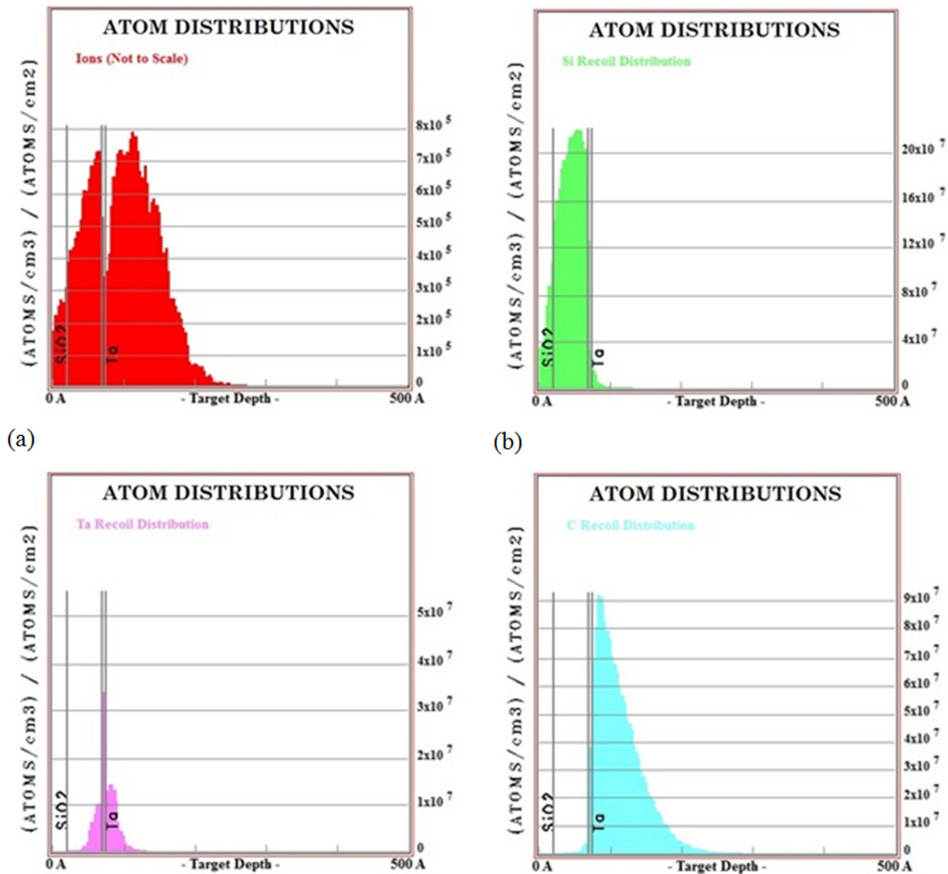 ATOM DISTRIBUTIONS
Ions (Not to Scale)
(ATOMS/cm3) / (ATOMS/cm2)
8x10 5
7x10 5
6x10 5
5x10 5
4x10 5
3x10 5
2x10 5
1x10 5
0
SiO2
Ta
0 A
- Target Depth -
500 A
(a)
ATOM DISTRIBUTIONS
Si Recoil Distribution
(ATOMS/cm3) / (ATOMS/cm2)
20x10 7
16x10 7
12x10 7
8x10 7
4x10 7
0
SiO2
Ta
0 A
- Target Depth -
500 A
(b)
ATOM DISTRIBUTIONS
Ta Recoil Distribution
(ATOMS/cm3) / (ATOMS/cm2)
5x10 7
4x10 7
3x10 7
2x10 7
1x10 7
0
SiO2
Ta
0 A
- Target Depth -
500 A
ATOM DISTRIBUTIONS
C Recoil Distribution
(ATOMS/cm3) / (ATOMS/cm2)
9x10 7
8x10 7
7x10 7
6x10 7
5x10 7
4x10 7
3x10 7
2x10 7
1x10 7
0
SiO2
Ta
0 A
- Target Depth -
500 A